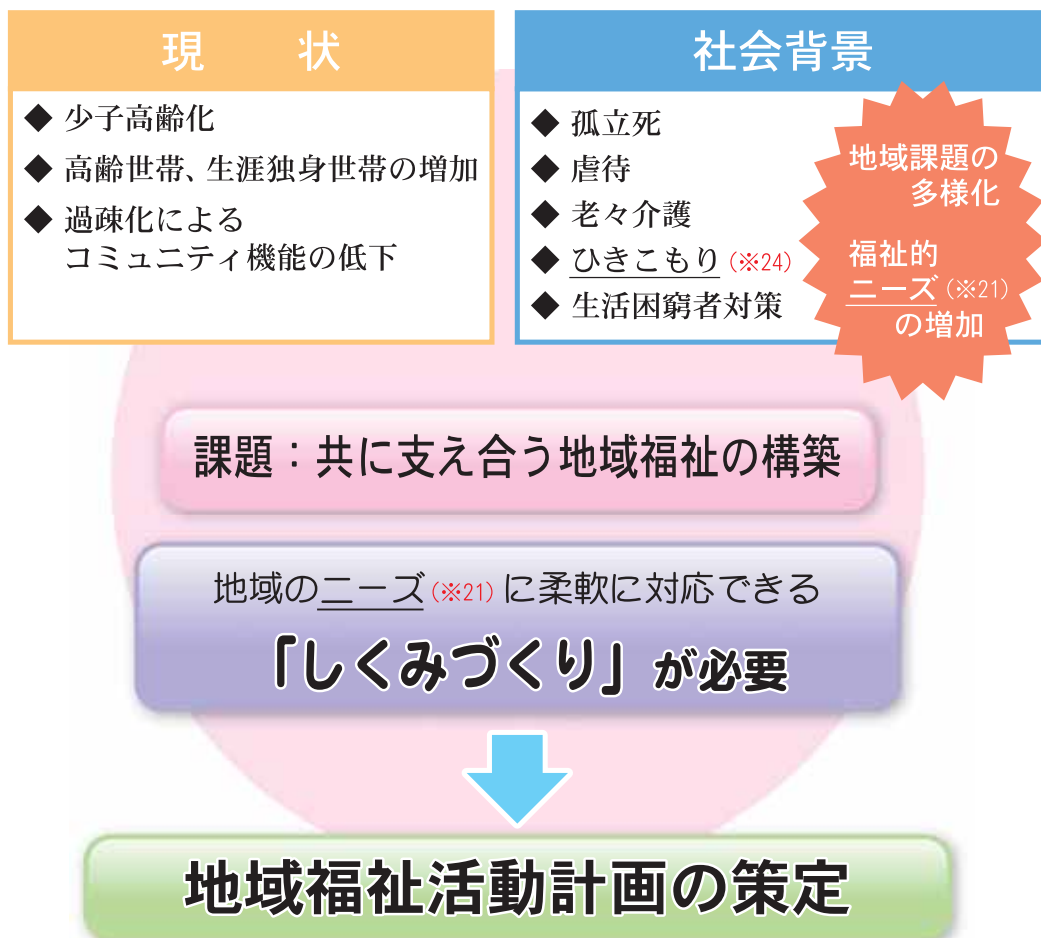 現　状
◆ 少子高齢化
◆ 高齢世帯、生涯独身世帯の増加
◆ 過疎化による
コミュニティ機能の低下
社会背景
◆ 孤立死
◆ 虐待
◆ 老々介護
◆ ひきこもり（※24）
◆ 生活困窮者対策
地域課題の
多様化
福祉的
ニーズ（※21）
の増加
課題：共に支え合う地域福祉の構築
地域のニーズ（※21）に柔軟に対応できる
「しくみづくり」が必要
地域福祉活動計画の策定